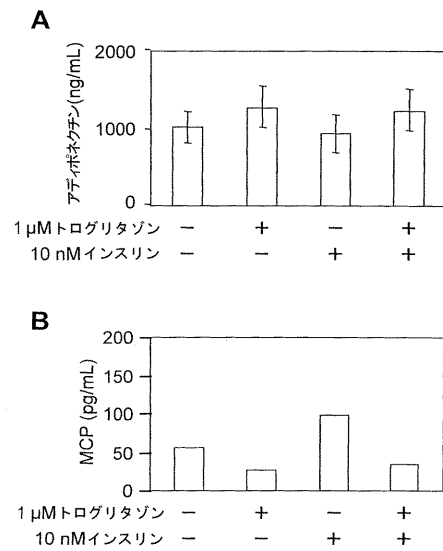 A
アディポネクチン(ng/mL)
2000
1000
0
1 μMトログリタゾン − + − +
10 nMインスリン − − + +
B
MCP (pg/mL)
200
150
100
50
0
1 μMトログリタゾン − + − +
10 nMインスリン − − + +